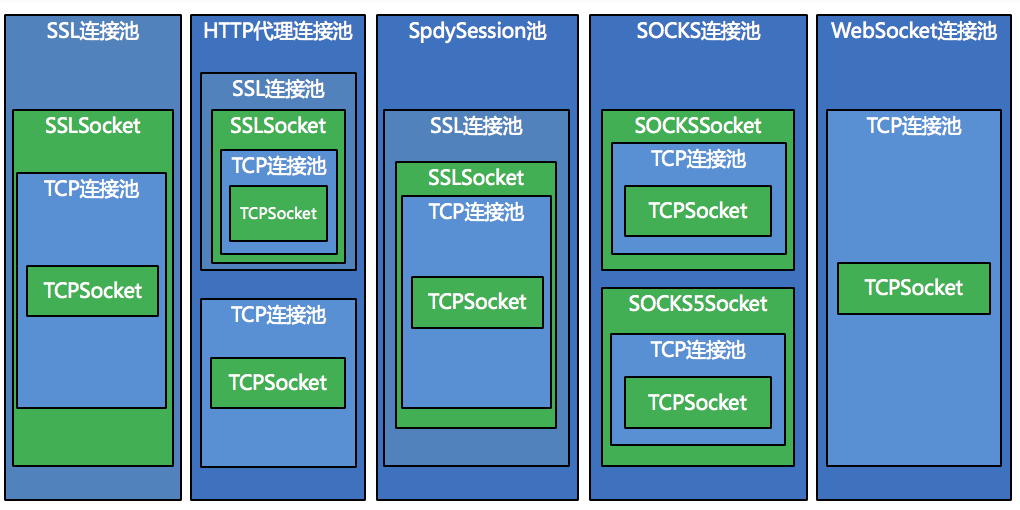 SSL连接池
SSLSocket
TCP连接池
TCPSocket
HTTP代理连接池
SSL连接池
SSLSocket
TCP连接池
TCPSocket
TCP连接池
TCPSocket
SpdySession池
SSL连接池
SSLSocket
TCP连接池
TCPSocket
SOCKS连接池
SOCKSSocket
TCP连接池
TCPSocket
SOCKS5Socket
TCP连接池
TCPSocket
WebSocket连接池
TCP连接池
TCPSocket